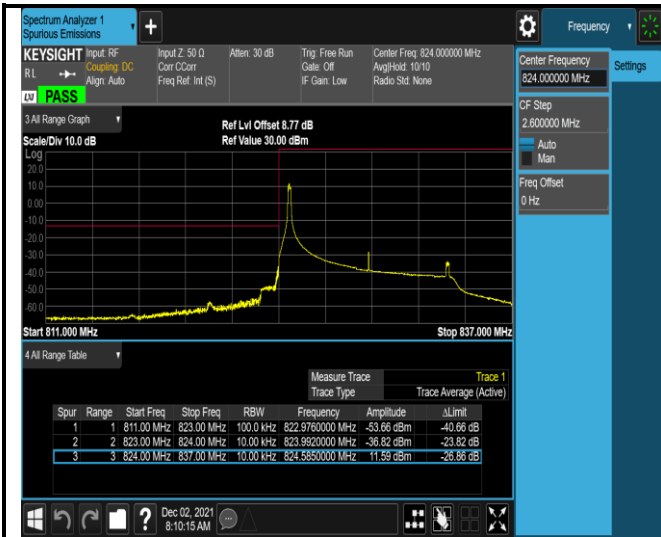 Spectrum Analyzer 1
Spurious Emissions
+
Frequency
KEYSIGHT
R L
LXI
PASS
Input: RF
Coupling: DC
Align: Auto
Input Z: 50 Ω
Corr CCorr
Freq Ref: Int (S)
Atten: 30 dB
Trig: Free Run
Gate: Off
IF Gain: Low
Center Freq: 824.000000 MHz
Avg|Hold: 10/10
Radio Std: None
Center Frequency
824.000000 MHz
Settings
CF Step
2.600000 MHz
Auto
Man
Freq Offset
0 Hz
3 All Range Graph
Scale/Div 10.0 dB
Ref Lvl Offset 8.77 dB
Ref Value 30.00 dBm
Log
20.0
10.0
0.00
-10.0
-20.0
-30.0
-40.0
-50.0
-60.0
Start 811.000 MHz
Stop 837.000 MHz
4 All Range Table
Measure Trace Trace 1
Trace Type Trace Average (Active)
Spur Range Start Freq Stop Freq RBW Frequency Amplitude ΔLimit
1 1 811.00 MHz 823.00 MHz 100.0 kHz 822.9760000 MHz -53.66 dBm -40.66 dB
2 2 823.00 MHz 824.00 MHz 10.00 kHz 823.9920000 MHz -36.82 dBm -23.82 dB
3 3 824.00 MHz 837.00 MHz 10.00 kHz 824.5850000 MHz 11.59 dBm -26.86 dB
?
Dec 02, 2021
8:10:15 AM